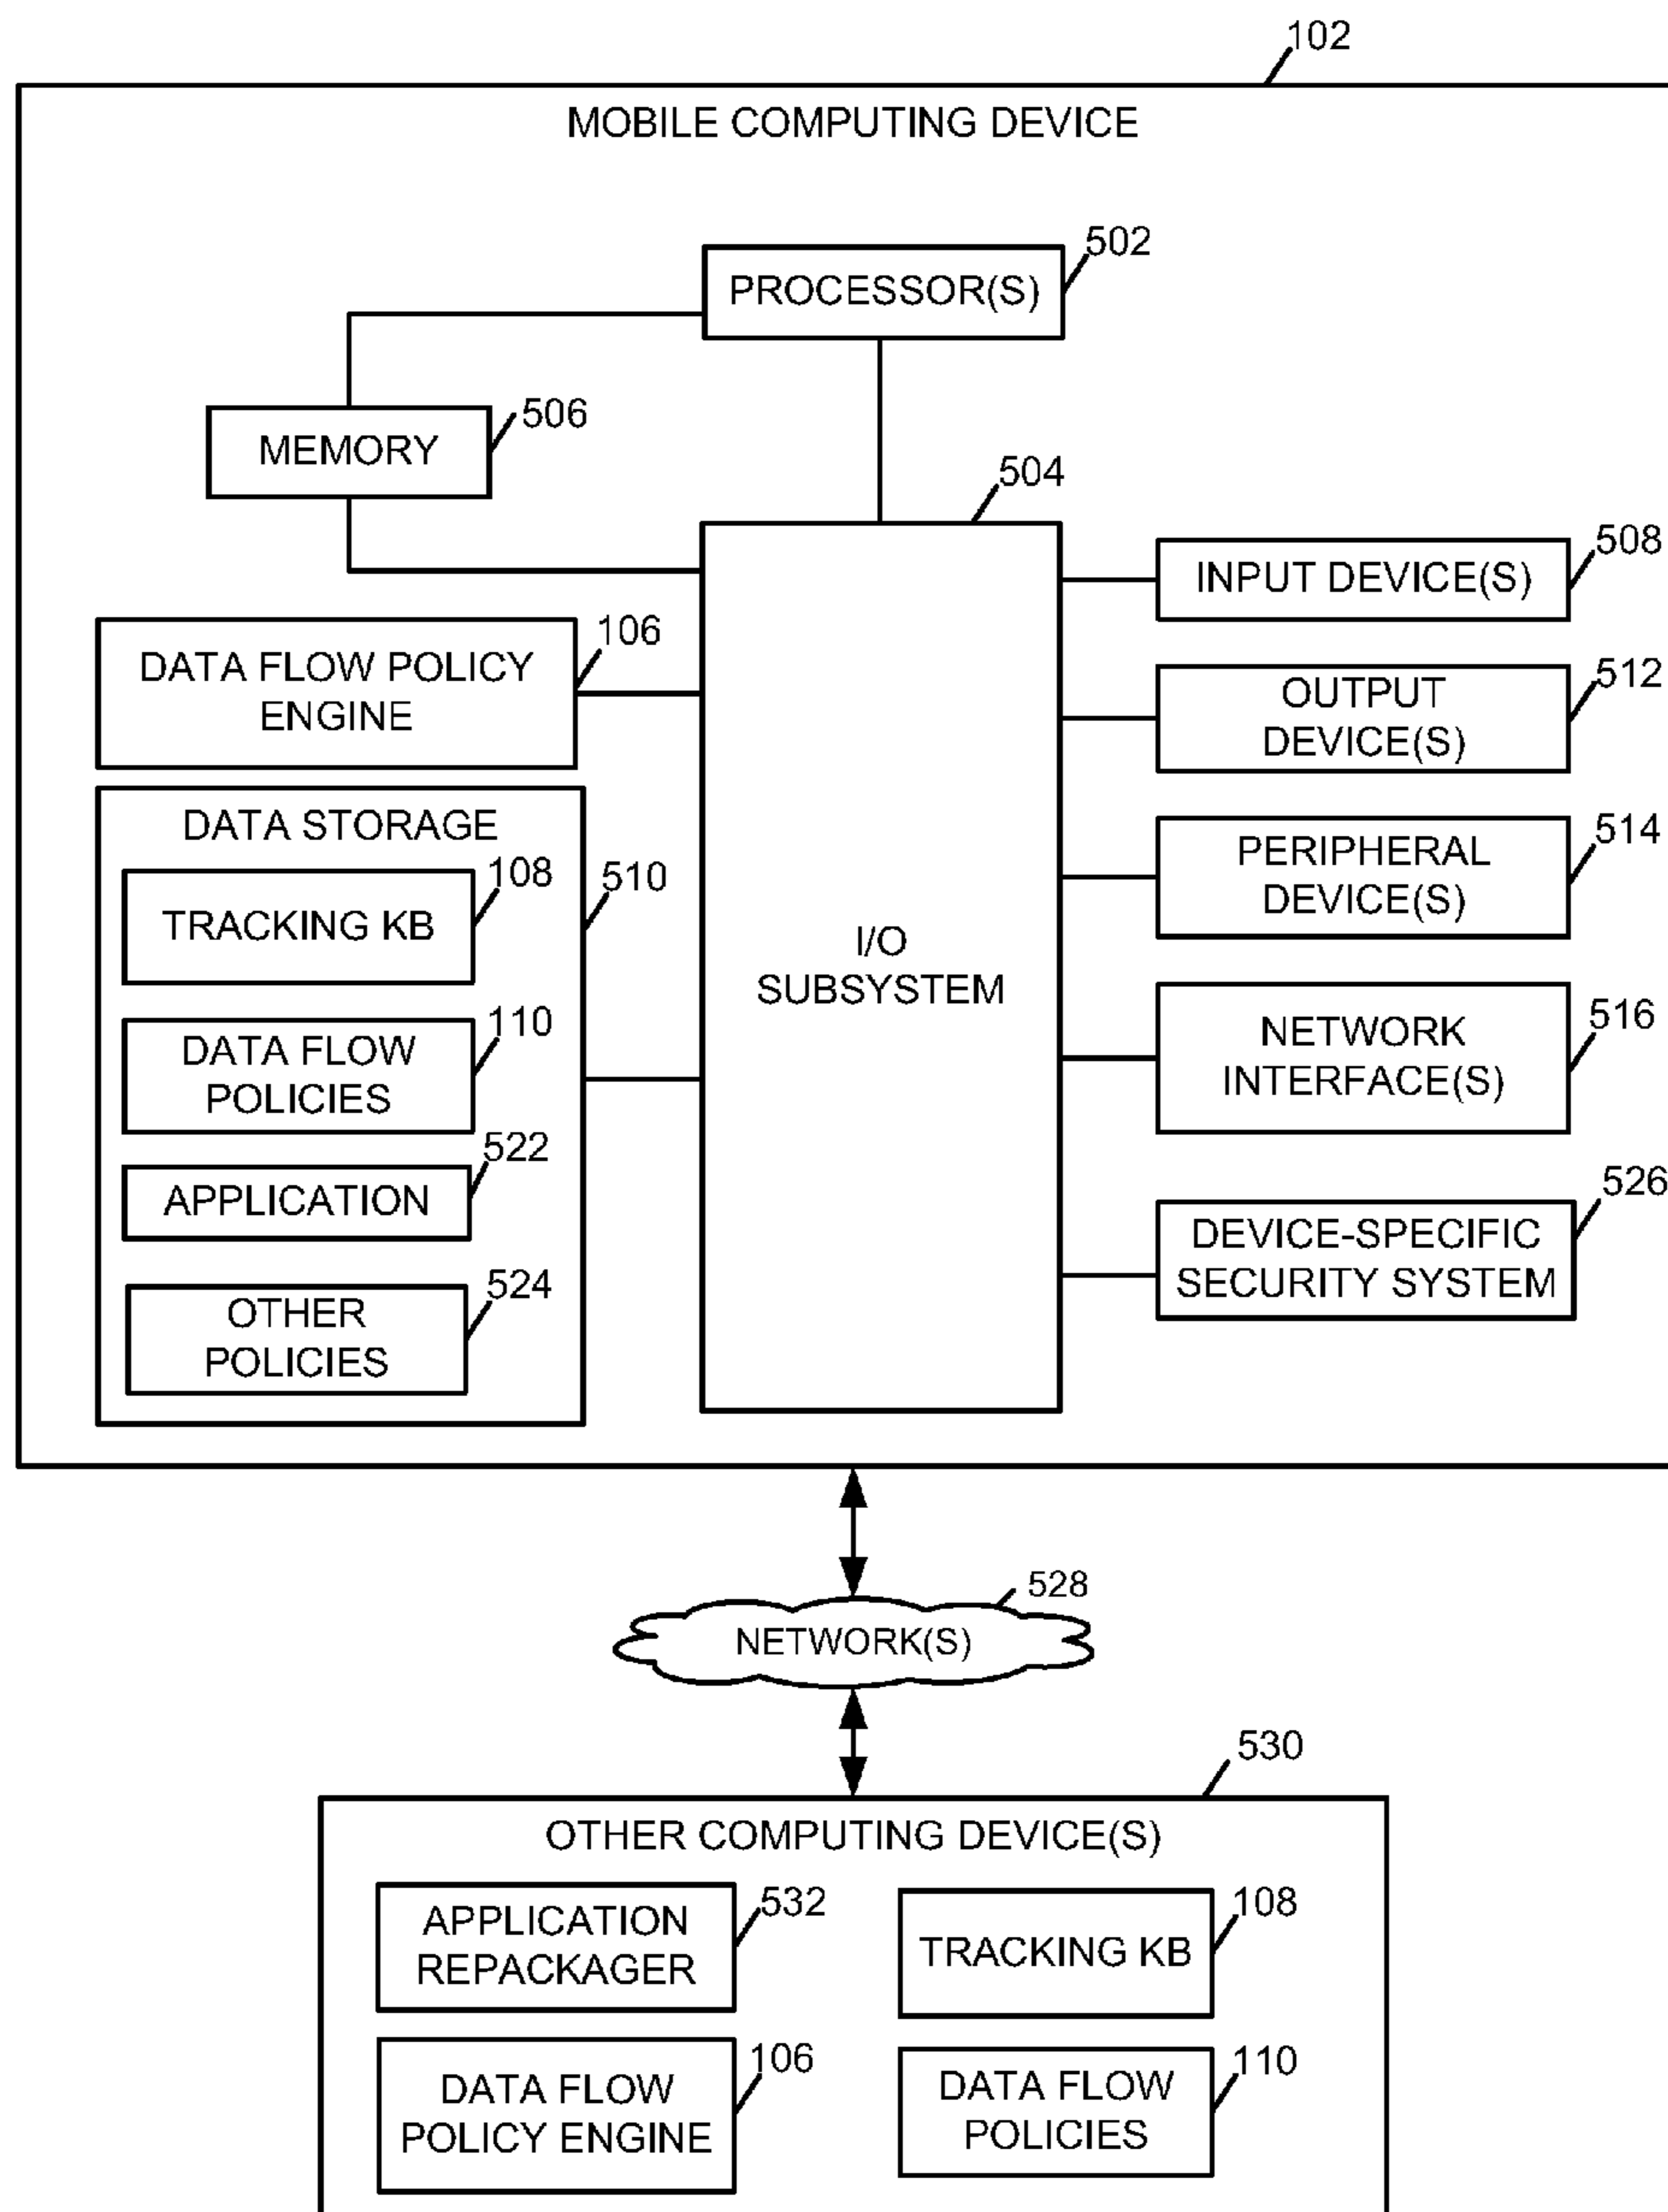 102
MOBILE COMPUTING DEVICE
502
PROCESSOR(S)
506
MEMORY
504
508
INPUT DEVICE(S)
106
DATA FLOW POLICY
ENGINE
512
OUTPUT
DEVICE(S)
DATA STORAGE
510
108
TRACKING KB
514
PERIPHERAL
DEVICE(S)
I/O
SUBSYSTEM
110
DATA FLOW
POLICIES
516
NETWORK
INTERFACE(S)
522
APPLICATION
526
DEVICE-SPECIFIC
SECURITY SYSTEM
524
OTHER
POLICIES
528
NETWORK(S)
530
OTHER COMPUTING DEVICE(S)
532
APPLICATION
REPACKAGER
108
TRACKING KB
106
DATA FLOW
POLICY ENGINE
110
DATA FLOW
POLICIES